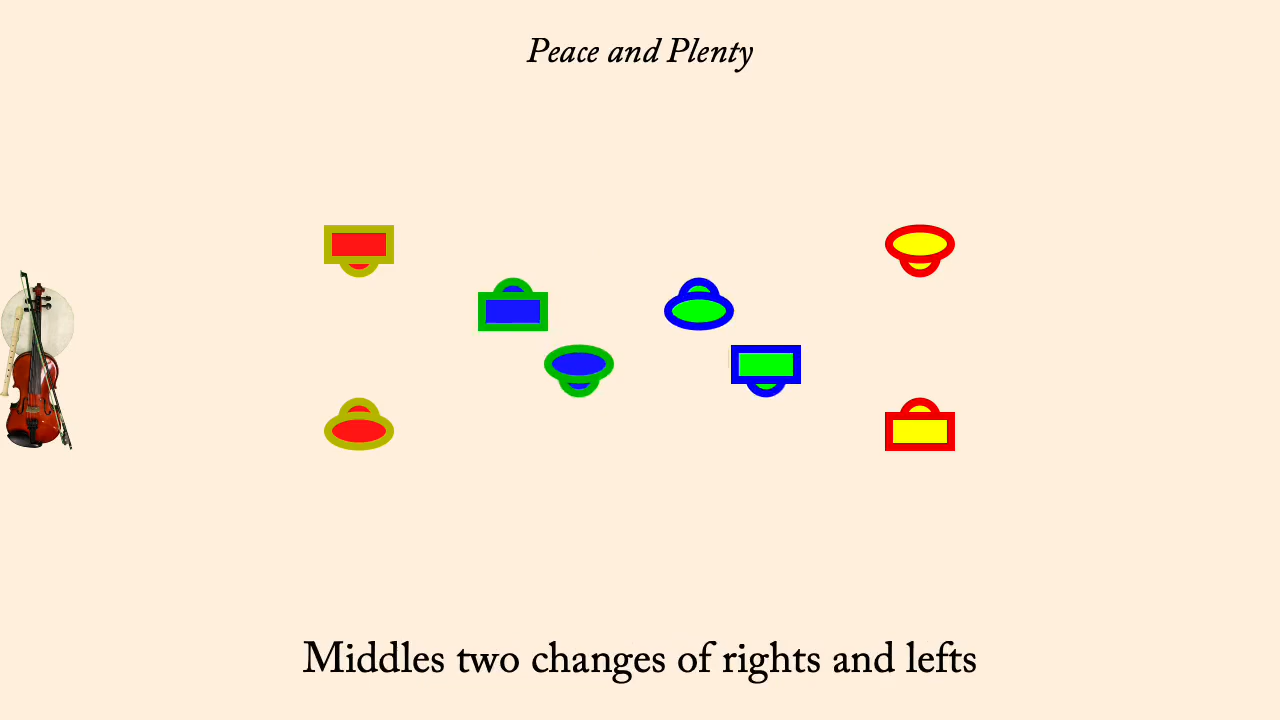 Peace and Plenty
Middles two changes of rights and lefts